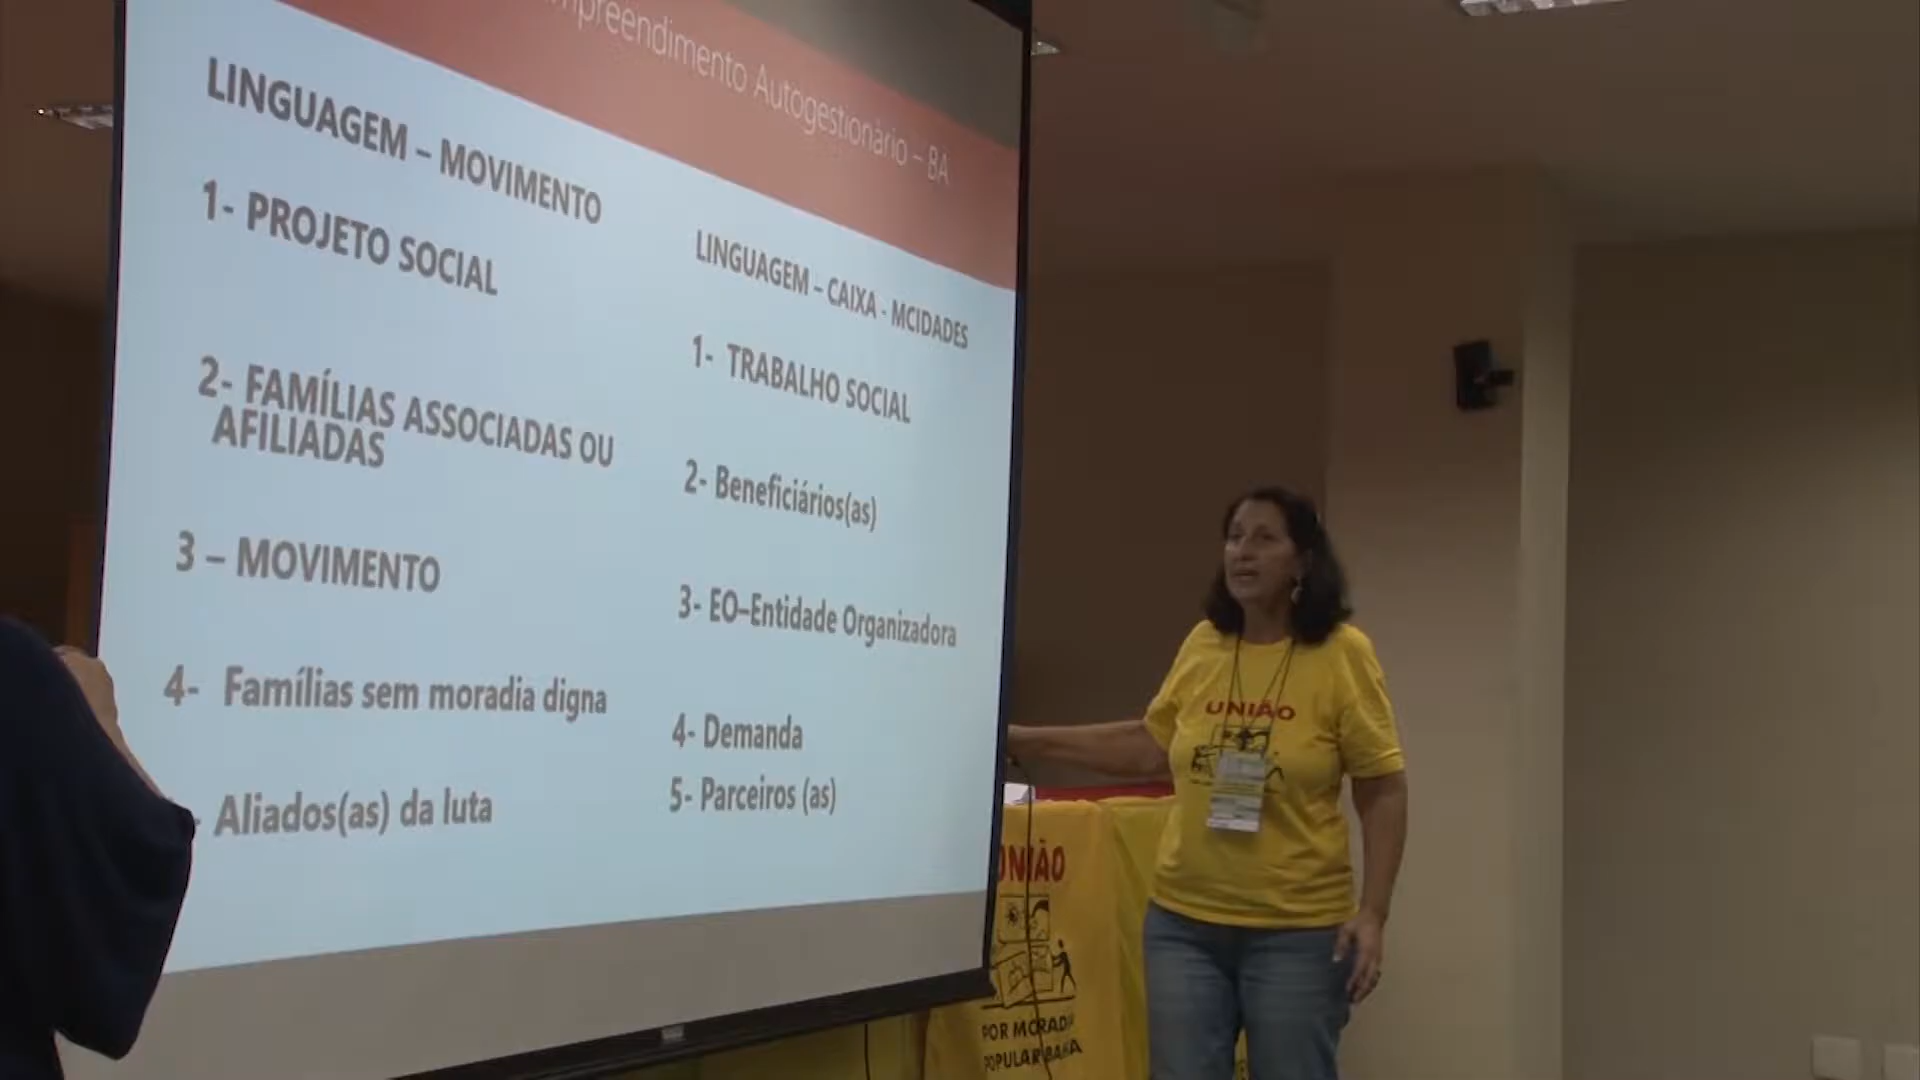 Autogestionàrio – BA
LINGUAGEM – MOVIMENTO
1- PROJETO SOCIAL
2- FAMÍLIAS ASSOCIADAS OU
AFILIADAS
3 – MOVIMENTO
4- Famílias sem moradia digna
- Aliados(as) da luta
LINGUAGEM – CAIXA - MCIDADES
1- TRABALHO SOCIAL
2- Beneficiários(as)
3- EO–Entidade Organizadora
4- Demanda
5- Parceiros (as)
UNIÃO
UNIÃO
POR MORADIA
POPULAR BAHIA